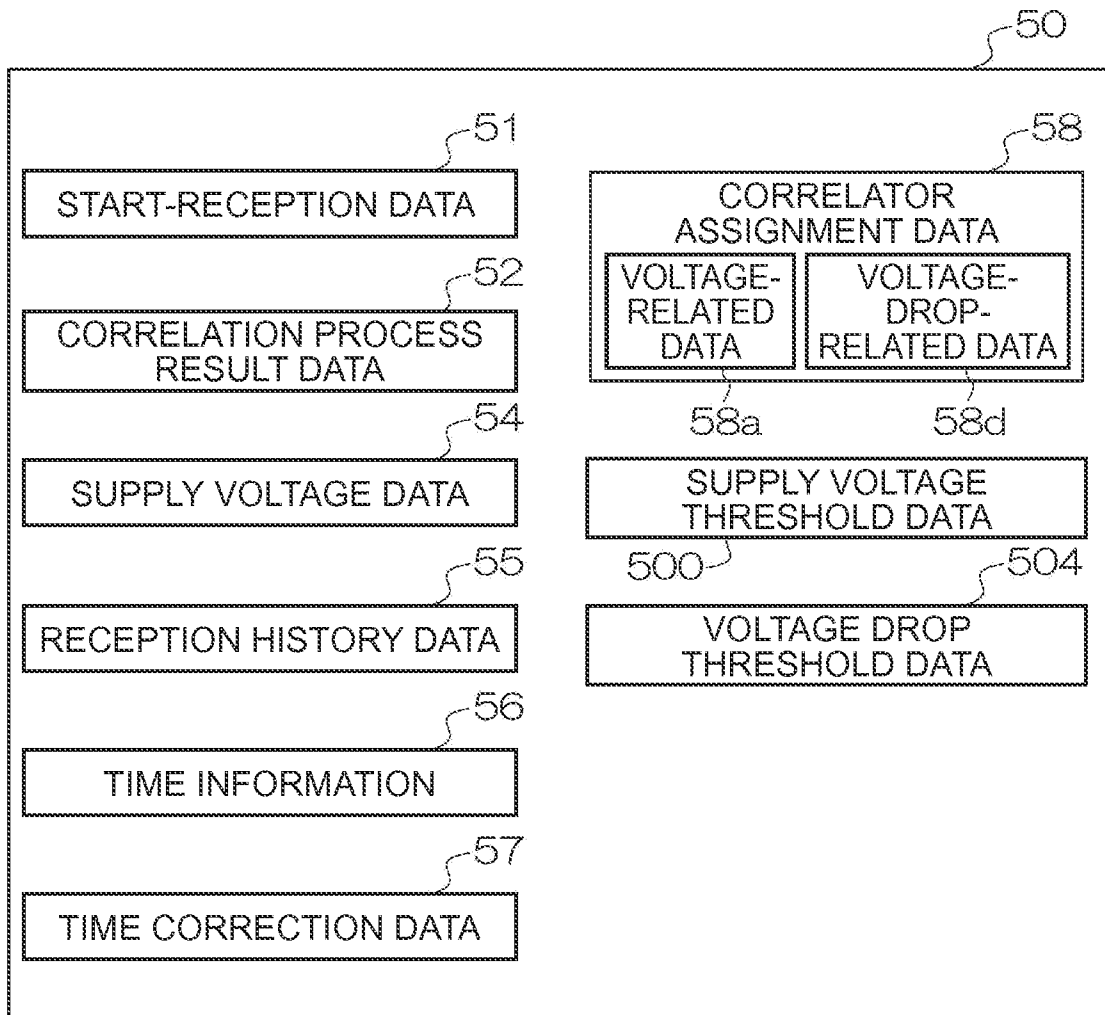 50
51
START-RECEPTION DATA
52
CORRELATION PROCESS
RESULT DATA
54
SUPPLY VOLTAGE DATA
55
RECEPTION HISTORY DATA
56
TIME INFORMATION
57
TIME CORRECTION DATA
58
CORRELATOR
ASSIGNMENT DATA
VOLTAGE-
RELATED
DATA
VOLTAGE-
DROP-
RELATED DATA
58a
58d
SUPPLY VOLTAGE
THRESHOLD DATA
500
504
VOLTAGE DROP
THRESHOLD DATA